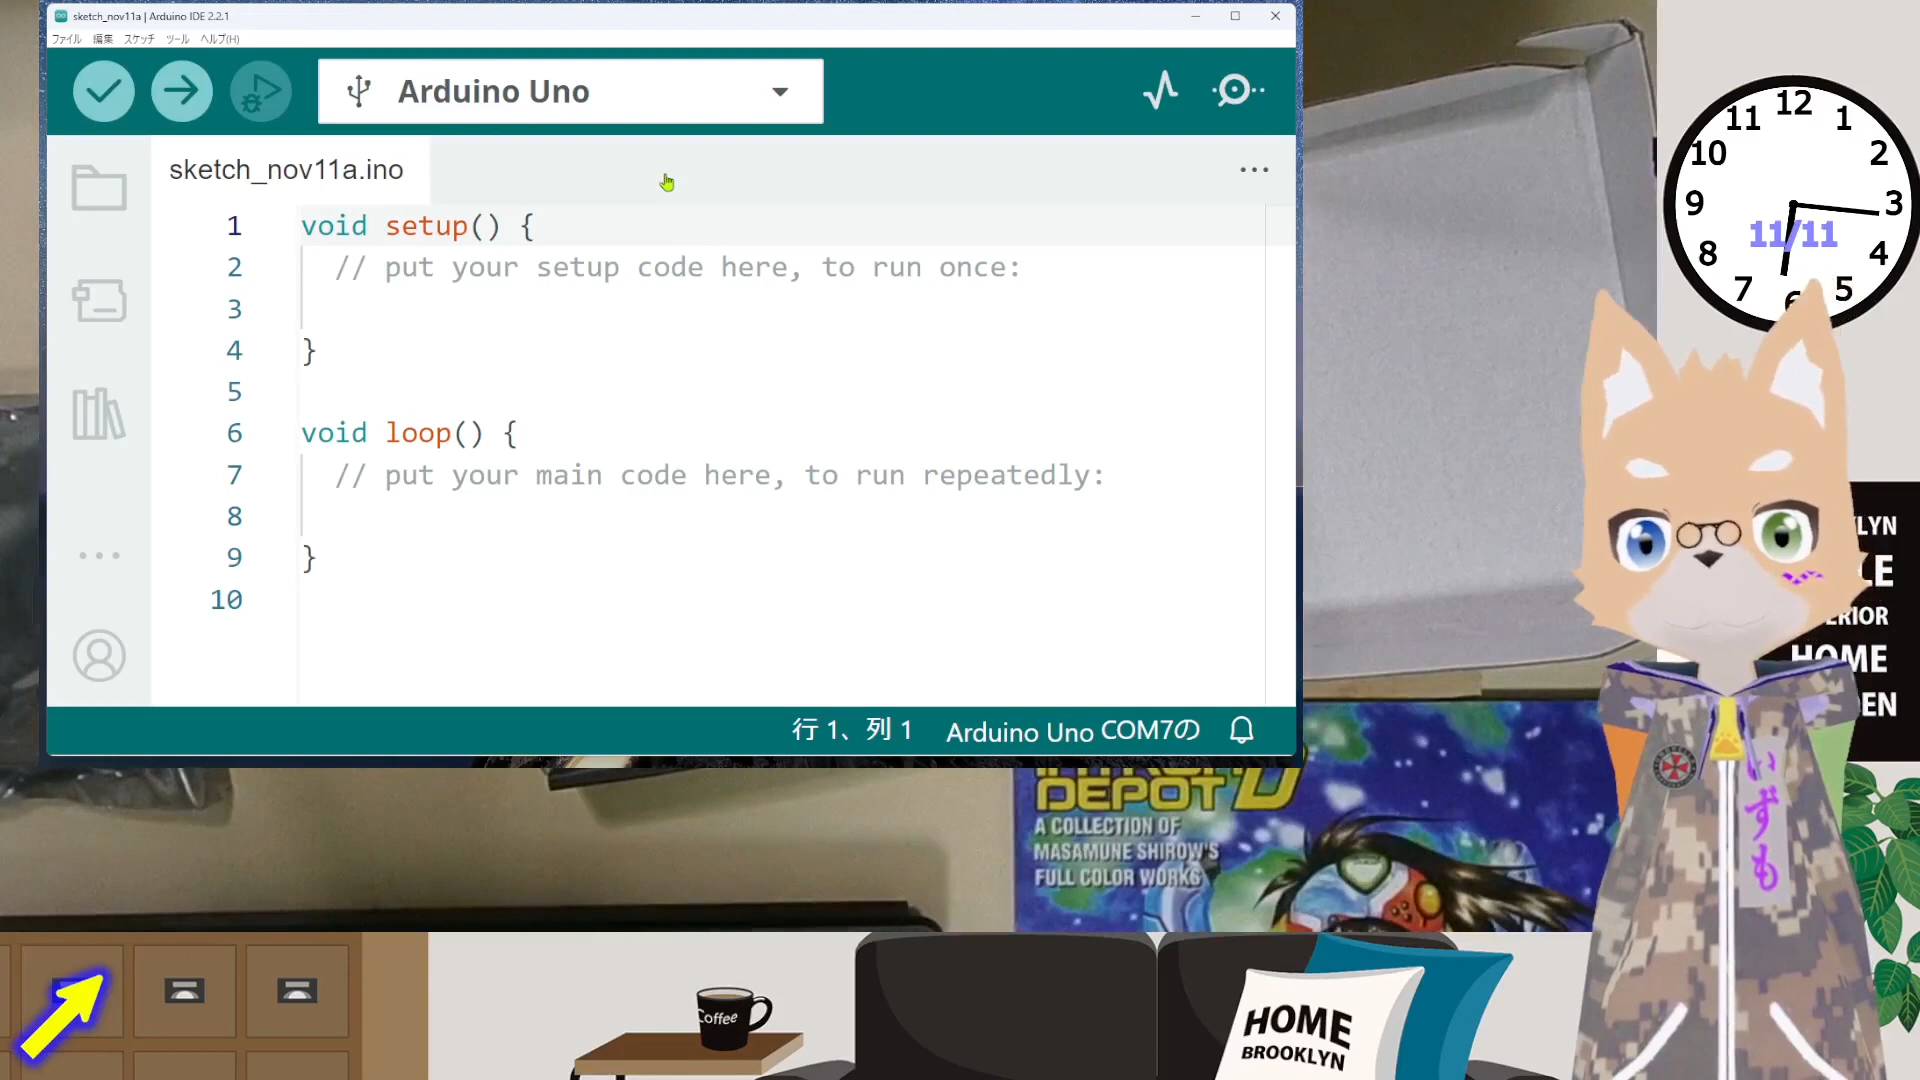 sketch_nov11a | Arduino IDE 2.2.1
ファイル 編集 スケッチ ツール ヘルプ(H)
Arduino Uno
sketch_nov11a.ino
1 void setup() {
2 // put your setup code here, to run once:
3
4 }
5
6 void loop() {
7 // put your main code here, to run repeatedly:
8
9 }
10
行 1、列 1 Arduino Uno COM7の
12
11 1
10 2
9 3
11/11
8 4
7 5
6
HOME
DEPOT
A COLLECTION OF
MASAMUNE SHIROW'S
FULL COLOR WORKS
いずも
Coffee
HOME
BROOKLYN